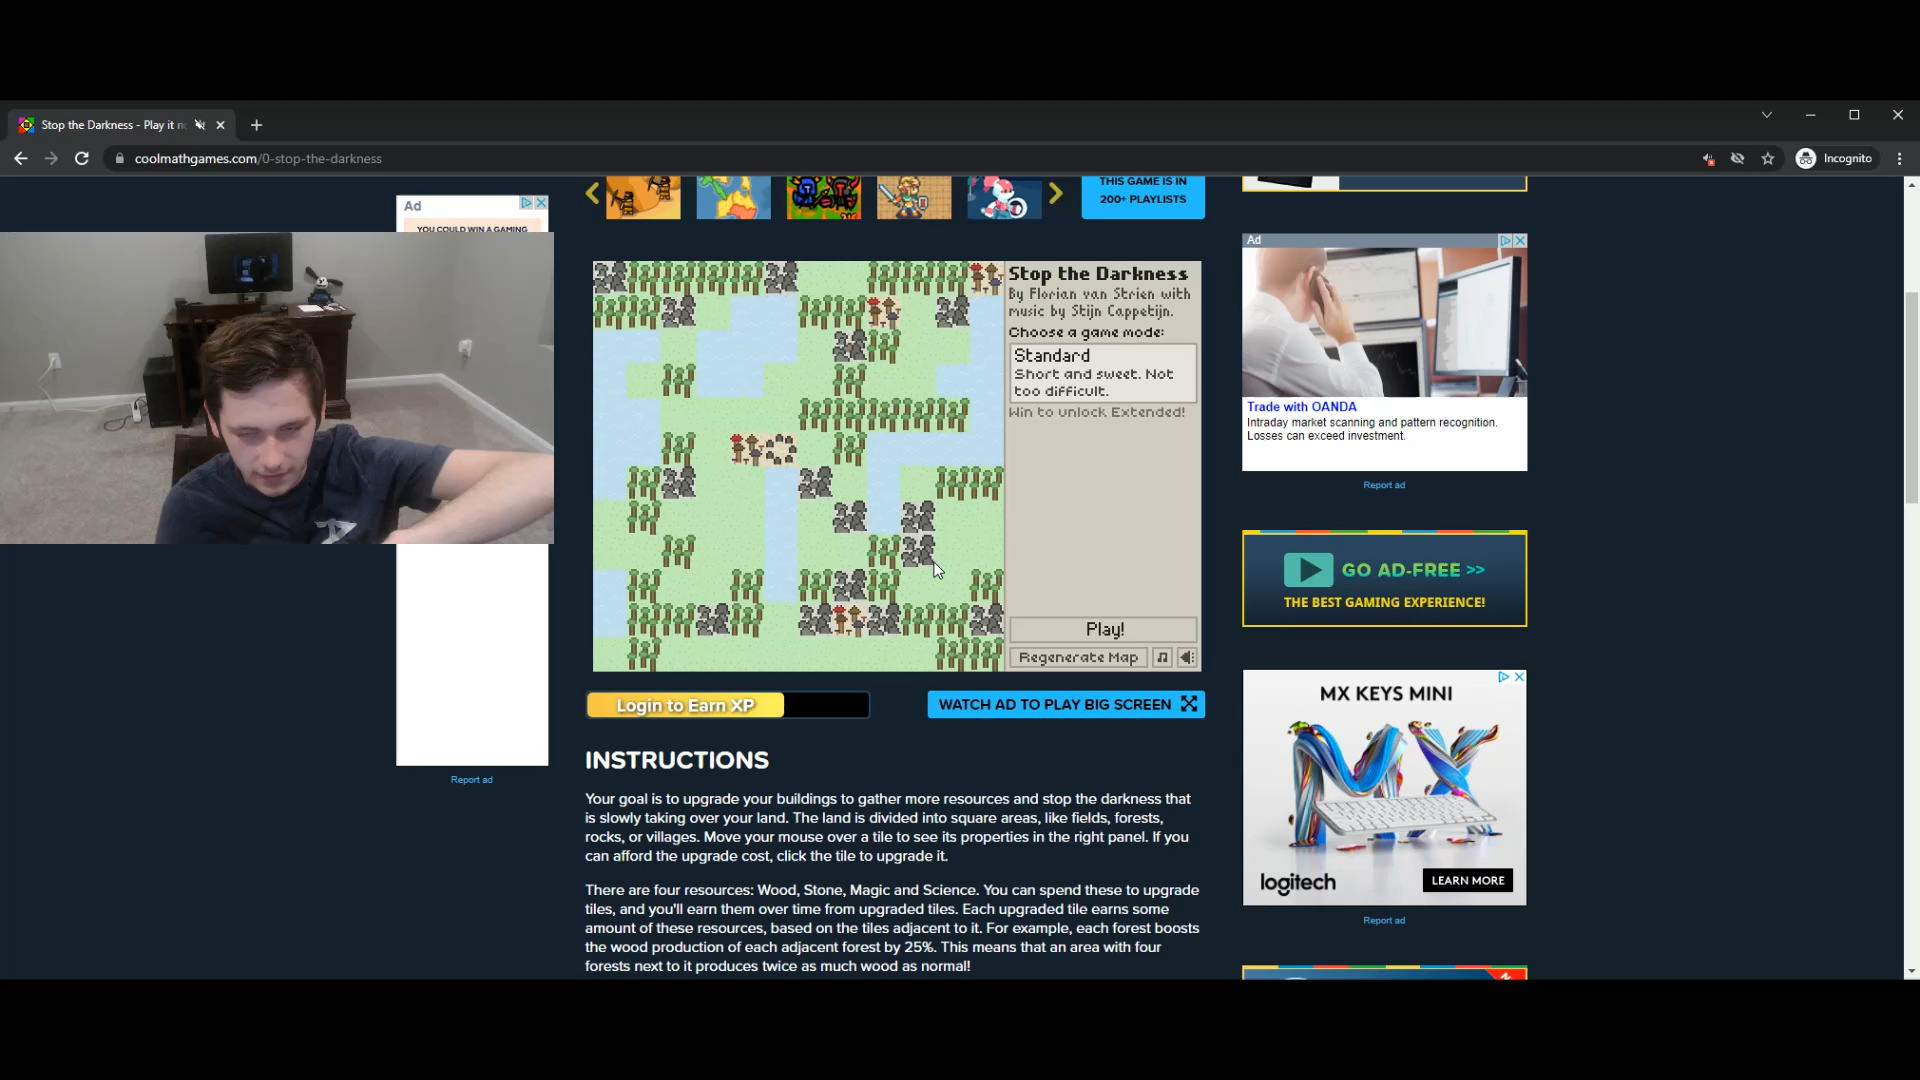 Stop the Darkness - Play it n
coolmathgames.com/0-stop-the-darkness
Incognito
THIS GAME IS IN
200+ PLAYLISTS
Ad
YOU COULD WIN A GAMING
Report ad
Stop the Darkness
By Florian van Strien with
music by Stijn Cappetijn.
Choose a game mode:
Standard
Short and sweet. Not
too difficult.
Win to unlock Extended!
Play!
Regenerate Map
Login to Earn XP
WATCH AD TO PLAY BIG SCREEN
INSTRUCTIONS
Your goal is to upgrade your buildings to gather more resources and stop the darkness that
is slowly taking over your land. The land is divided into square areas, like fields, forests,
rocks, or villages. Move your mouse over a tile to see its properties in the right panel. If you
can afford the upgrade cost, click the tile to upgrade it.
There are four resources: Wood, Stone, Magic and Science. You can spend these to upgrade
tiles, and you'll earn them over time from upgraded tiles. Each upgraded tile earns some
amount of these resources, based on the tiles adjacent to it. For example, each forest boosts
the wood production of each adjacent forest by 25%. This means that an area with four
forests next to it produces twice as much wood as normal!
Ad
Trade with OANDA
Intraday market scanning and pattern recognition.
Losses can exceed investment.
Report ad
GO AD-FREE >>
THE BEST GAMING EXPERIENCE!
MX KEYS MINI
logitech
LEARN MORE
Report ad